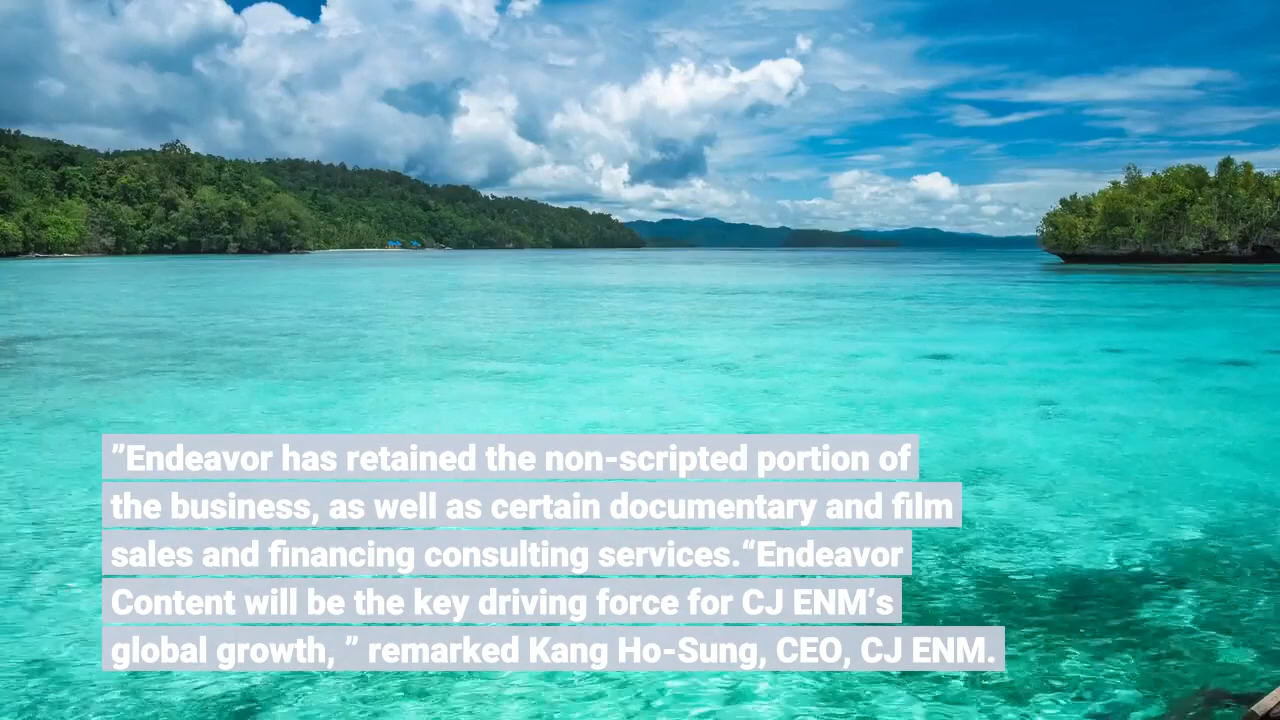 ”Endeavor has retained the non-scripted portion of
the business, as well as certain documentary and film
sales and financing consulting services.“Endeavor
Content will be the key driving force for CJ ENM’s
global growth, ” remarked Kang Ho-Sung, CEO, CJ ENM.